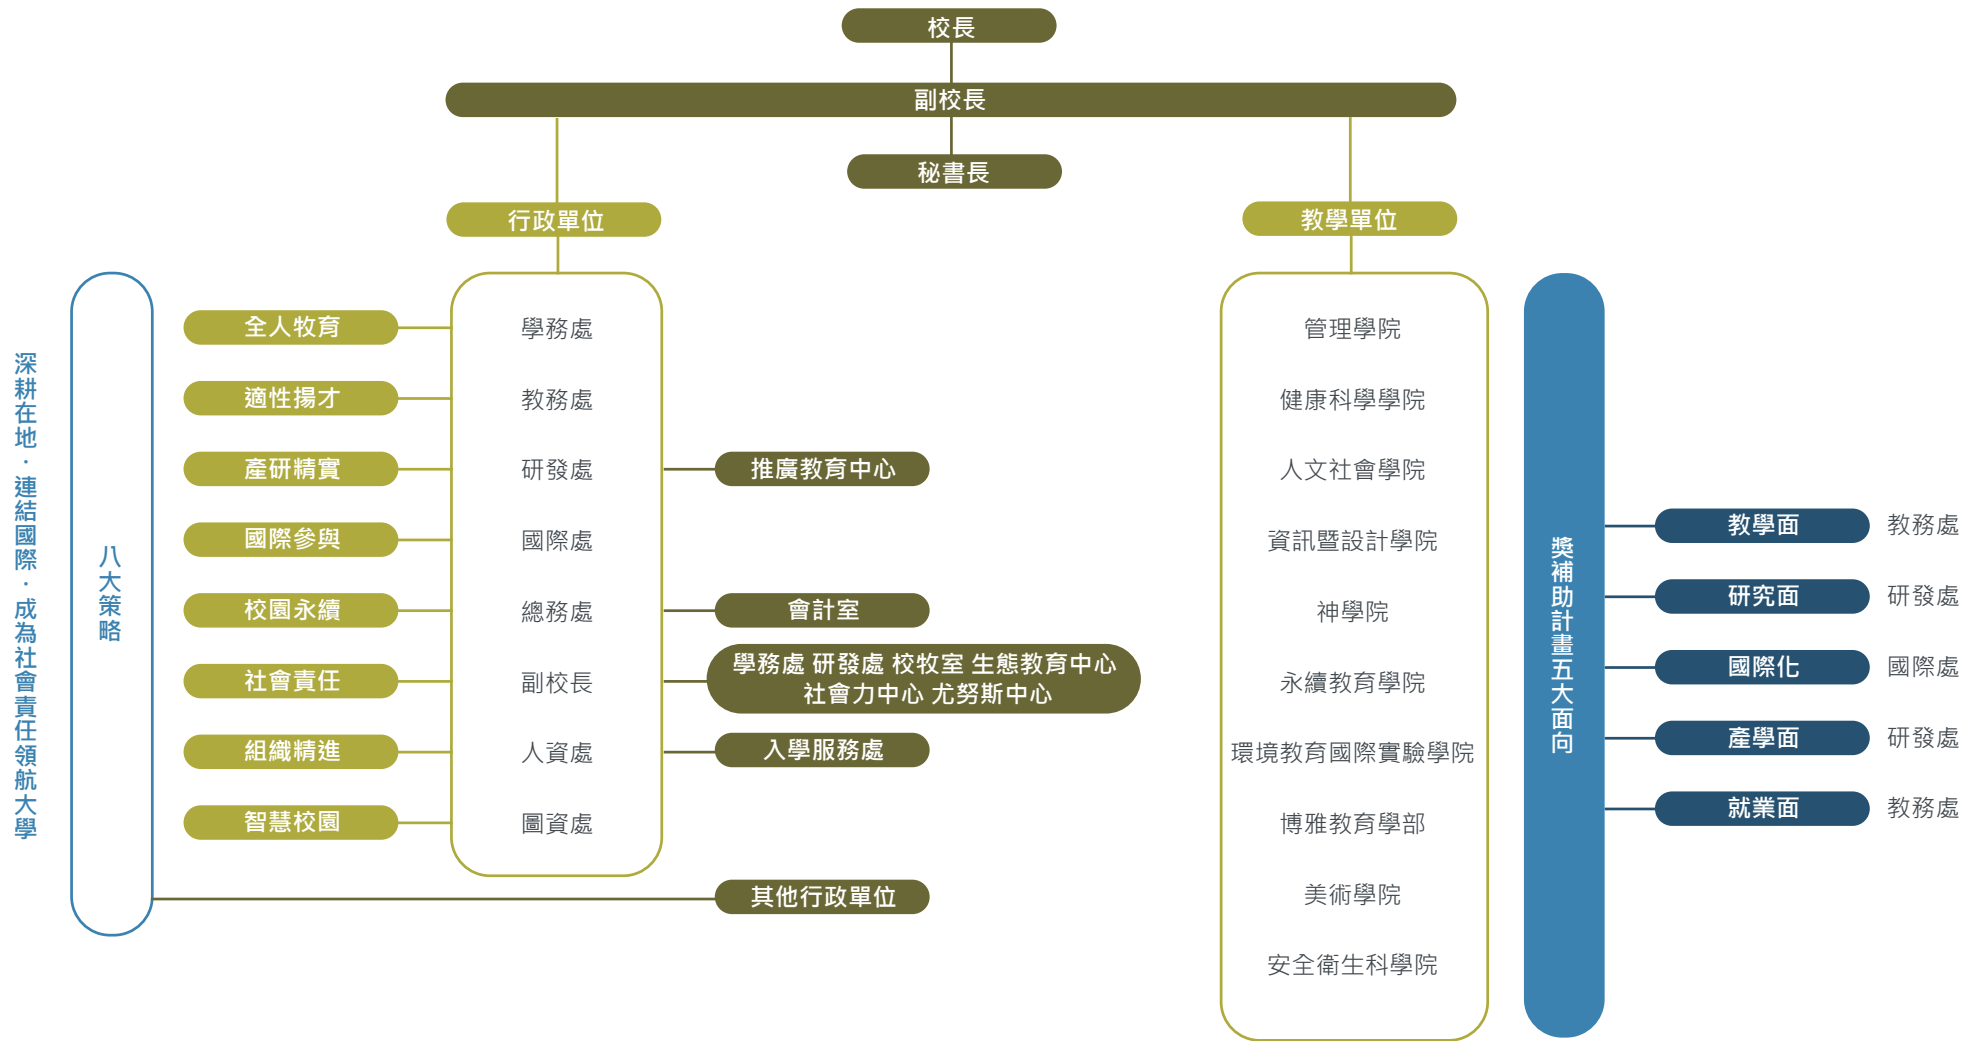 校長
副校長
秘書長
行政單位
教學單位
深耕在地．連結國際．成為社會責任領航大學
八大策略
全人牧育
學務處
適性揚才
教務處
產研精實
研發處
推廣教育中心
國際參與
國際處
校園永續
總務處
會計室
社會責任
副校長
學務處 研發處 校牧室 生態教育中心
社會力中心 尤努斯中心
組織精進
人資處
入學服務處
智慧校園
圖資處
其他行政單位
管理學院
健康科學學院
人文社會學院
資訊暨設計學院
神學院
永續教育學院
環境教育國際實驗學院
博雅教育學部
美術學院
安全衛生科學院
獎補助計畫五大面向
教學面
教務處
研究面
研發處
國際化
國際處
產學面
研發處
就業面
教務處